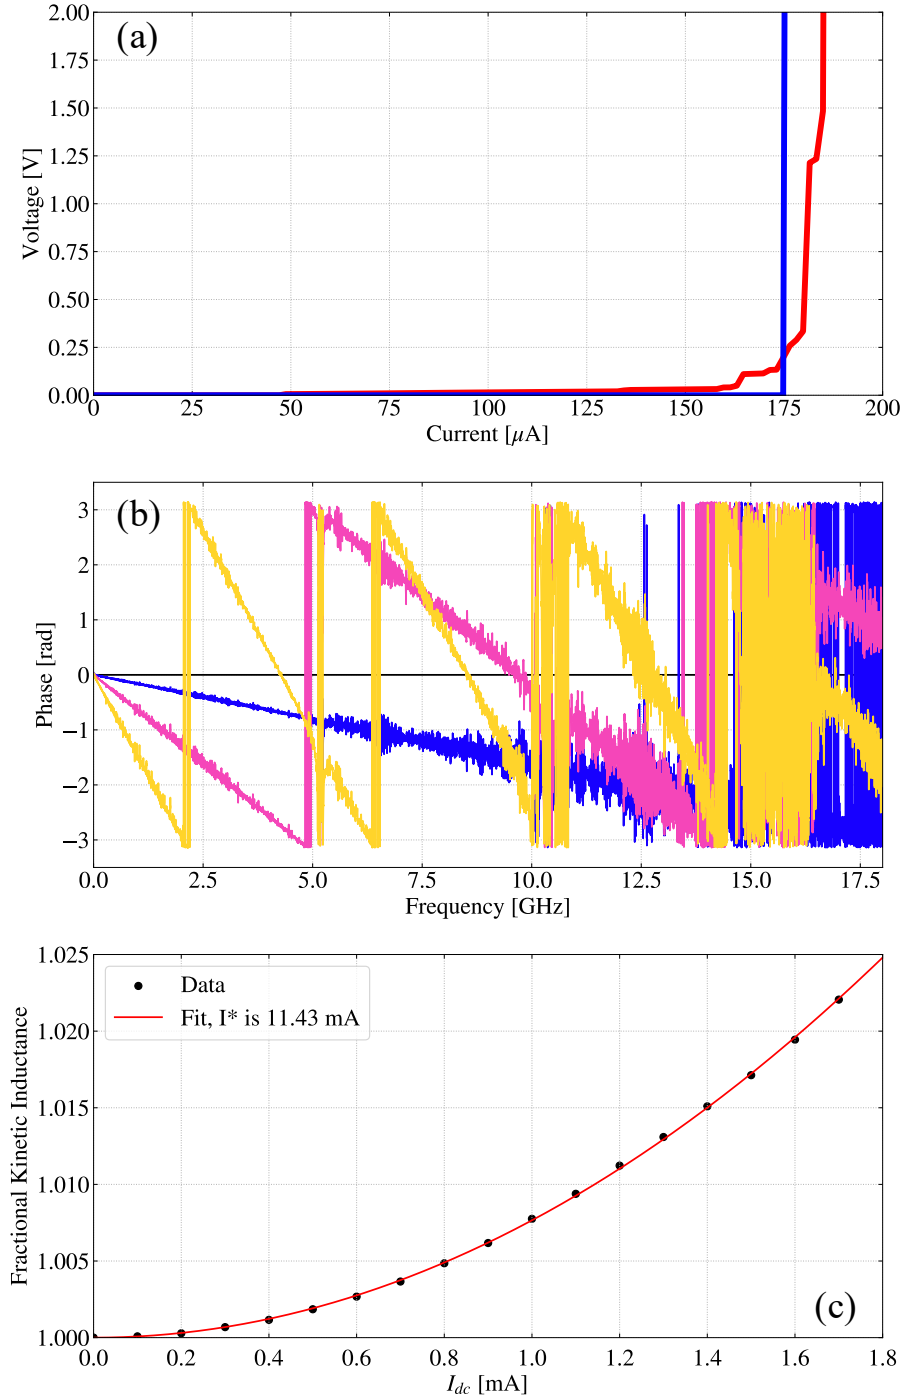 (a)
Voltage [V]
2.00
1.75
1.50
1.25
1.00
0.75
0.50
0.25
0.00
0 25 50 75 100 125 150 175 200
Current [μA]
(b)
Phase [rad]
3
2
1
0
−1
−2
−3
0.0 2.5 5.0 7.5 10.0 12.5 15.0 17.5
Frequency [GHz]
Fractional Kinetic Inductance
1.025
1.020
1.015
1.010
1.005
1.000
Data
Fit, I* is 11.43 mA
(c)
0.0 0.2 0.4 0.6 0.8 1.0 1.2 1.4 1.6 1.8
I_dc [mA]